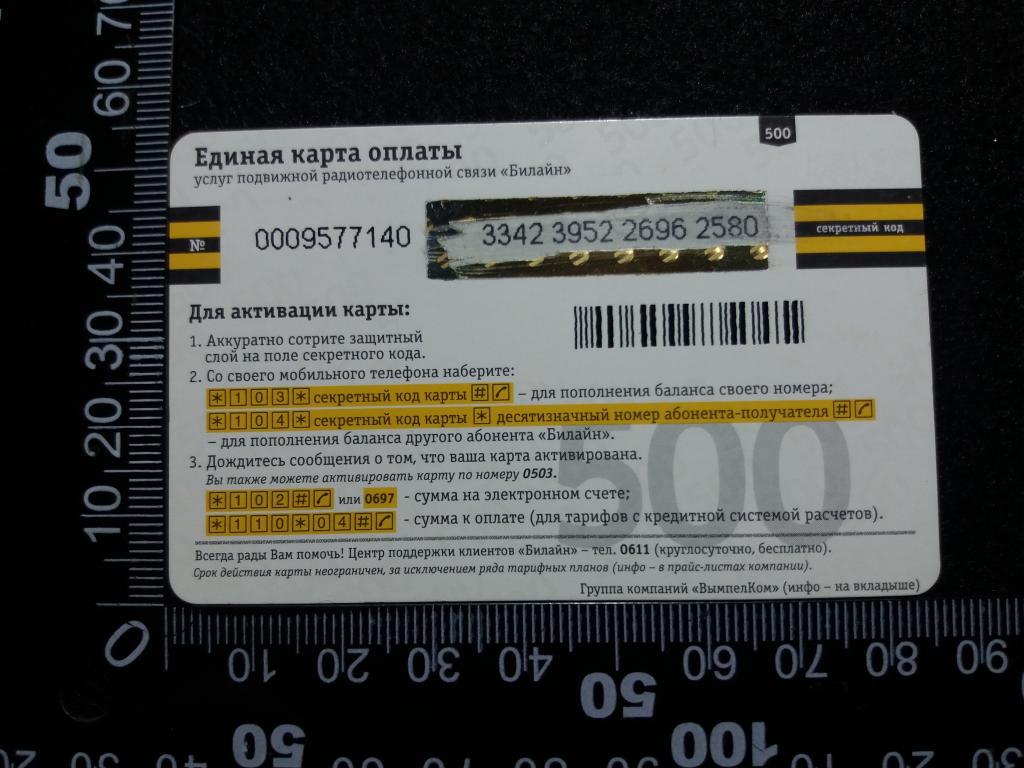 500
Единая карта оплаты
услуг подвижной радиотелефонной связи «Билайн»
№ 0009577140 3342 3952 2696 2580 секретный код
Для активации карты:
1. Аккуратно сотрите защитный
слой на поле секретного кода.
2. Со своего мобильного телефона наберите:
*103* секретный код карты # – для пополнения баланса своего номера;
*104* секретный код карты * десятизначный номер абонента-получателя #
– для пополнения баланса другого абонента «Билайн».
3. Дождитесь сообщения о том, что ваша карта активирована.
Вы также можете активировать карту по номеру 0503.
*102# или 0697 - сумма на электронном счете;
*110*04# - сумма к оплате (для тарифов с кредитной системой расчетов).
500
Всегда рады Вам помочь! Центр поддержки клиентов «Билайн» – тел. 0611 (круглосуточно, бесплатно).
Срок действия карты неограничен, за исключением ряда тарифных планов (инфо – в прайс-листах компании).
Группа компаний «ВымпелКом» (инфо – на вкладыше)
70
60
50
40
30
20
10
0
10 20 30 40 50 60 70 80 90
50 100